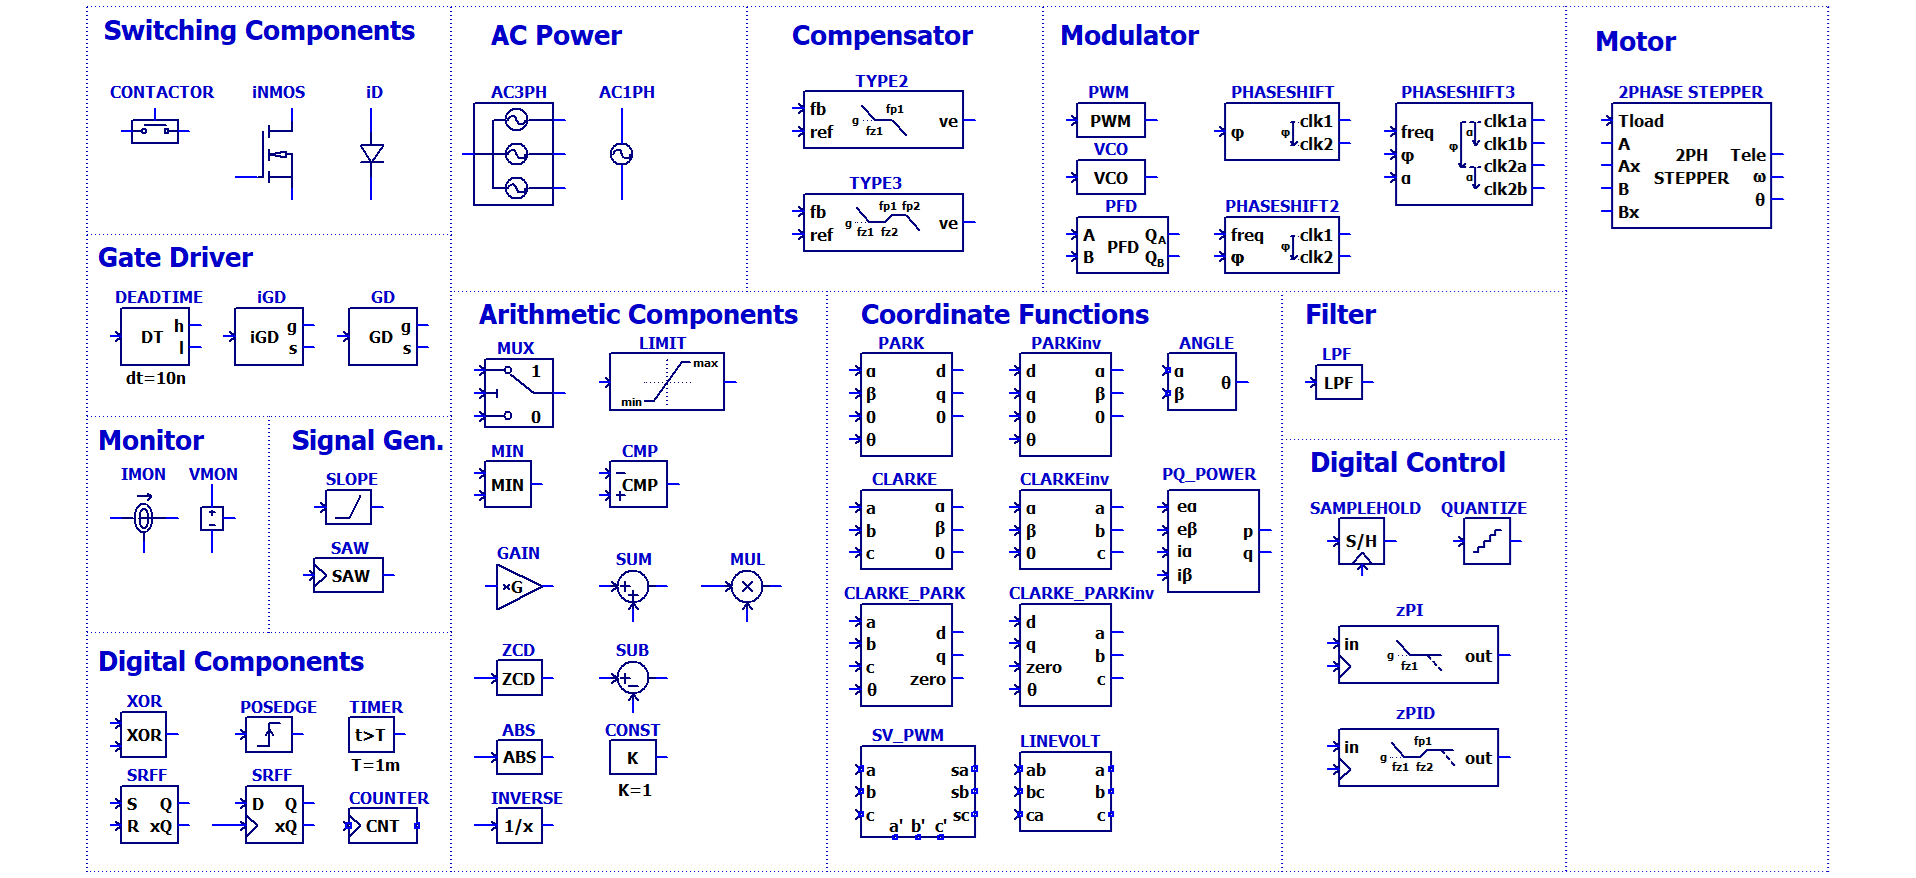 Switching Components
CONTACTOR
iNMOS
iD
AC Power
AC3PH
AC1PH
Compensator
TYPE2
fb
ref
g
fz1
fp1
ve
TYPE3
fb
ref
g
fz1 fz2
fp1 fp2
ve
Modulator
PWM
PWM
VCO
VCO
PFD
A
B
PFD
QA
QB
PHASESHIFT
φ
φ
clk1
clk2
PHASESHIFT2
freq
φ
φ
clk1
clk2
PHASESHIFT3
freq
φ
α
φ
α
α
clk1a
clk1b
clk2a
clk2b
Motor
2PHASE STEPPER
Tload
A
Ax
B
Bx
2PH
STEPPER
Tele
ω
θ
Gate Driver
DEADTIME
DT
h
l
dt=10n
iGD
iGD
g
s
GD
GD
g
s
Monitor
IMON
VMON
+
-
Signal Gen.
SLOPE
SAW
SAW
Digital Components
XOR
XOR
POSEDGE
TIMER
t>T
T=1m
SRFF
S Q
R xQ
SRFF
D Q
xQ
COUNTER
CNT
Arithmetic Components
MUX
1
0
LIMIT
max
min
MIN
MIN
CMP
−
CMP
+
GAIN
×G
SUM
+
+
MUL
×
ZCD
ZCD
SUB
+
−
ABS
ABS
CONST
K
K=1
INVERSE
1/x
Coordinate Functions
PARK
α d
β q
0 0
θ
PARKinv
d α
q β
0 0
θ
ANGLE
α
β
θ
CLARKE
a α
b β
c 0
CLARKEinv
α a
β b
0 c
PQ_POWER
eα
eβ
iα
iβ
p
q
CLARKE_PARK
a
b
c
θ
d
q
zero
CLARKE_PARKinv
d
q
zero
θ
a
b
c
SV_PWM
a sa
b sb
c sc
a' b' c'
LINEVOLT
ab a
bc b
ca c
Filter
LPF
LPF
Digital Control
SAMPLEHOLD
S/H
QUANTIZE
zPI
in
g
fz1
out
zPID
in
g
fz1 fz2
fp1
out